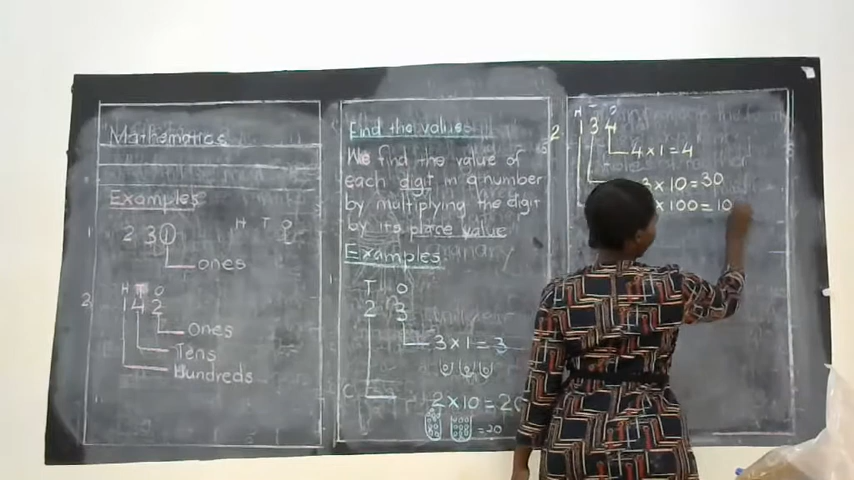 Mathematics
Examples
2 3 0
H T O
Ones
2
H T O
1 4 2
Ones
Tens
Hundreds
Find the values
We find the value of
each digit in a number
by multiplying the digit
by its place value
Examples
T O
2 3
3 x 1 = 3
2 x 10 = 20
= 20
2
H T O
1 3 4
4 x 1 = 4
3 x 10 = 30
x 100 = 10